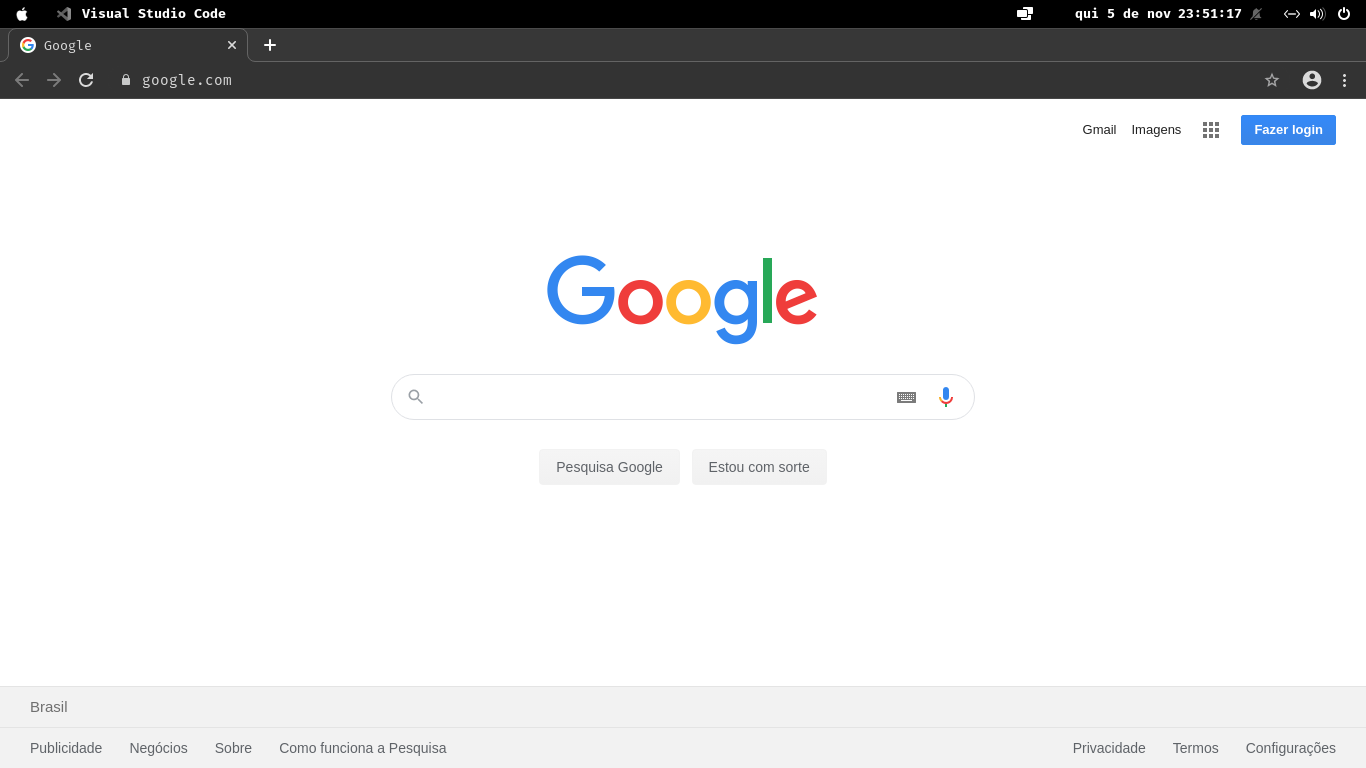 Visual Studio Code qui 5 de nov 23:51:17
Google
google.com
Gmail Imagens Fazer login
Google
Pesquisa Google Estou com sorte
Brasil
Publicidade Negócios Sobre Como funciona a Pesquisa Privacidade Termos Configurações